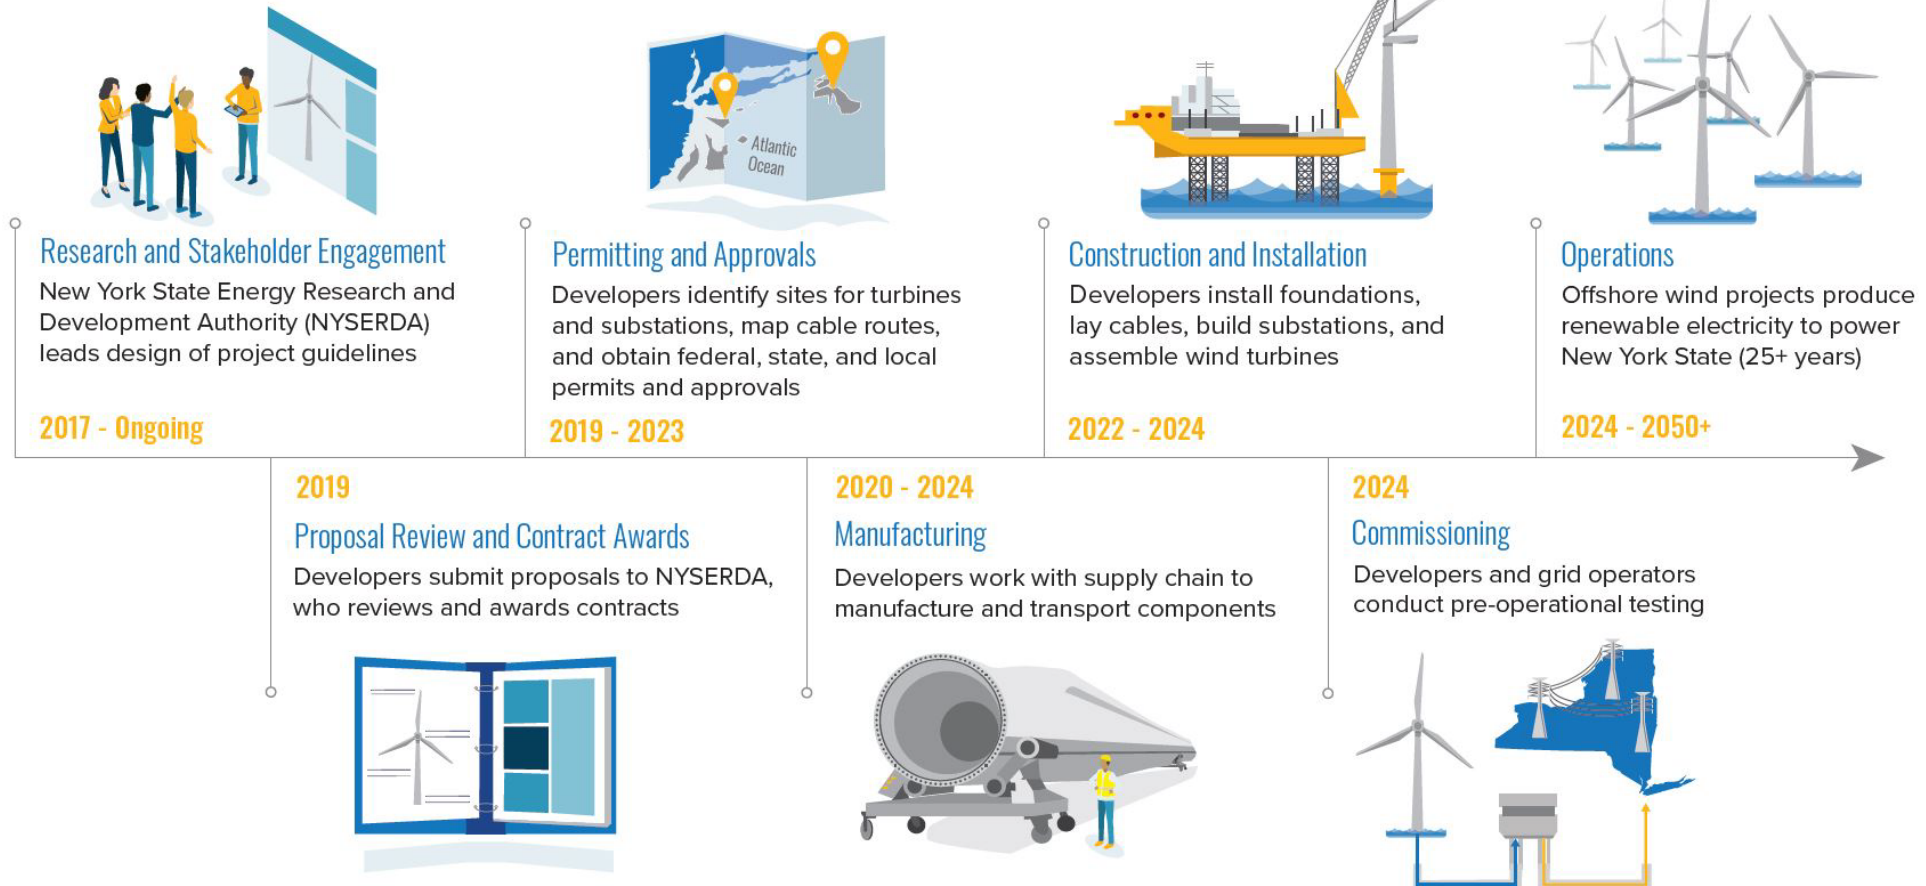 Atlantic
Ocean
Research and Stakeholder Engagement
New York State Energy Research and
Development Authority (NYSERDA)
leads design of project guidelines
2017 - Ongoing
2019
Proposal Review and Contract Awards
Developers submit proposals to NYSERDA,
who reviews and awards contracts
Permitting and Approvals
Developers identify sites for turbines
and substations, map cable routes,
and obtain federal, state, and local
permits and approvals
2019 - 2023
2020 - 2024
Manufacturing
Developers work with supply chain to
manufacture and transport components
Construction and Installation
Developers install foundations,
lay cables, build substations, and
assemble wind turbines
2022 - 2024
2024
Commissioning
Developers and grid operators
conduct pre-operational testing
Operations
Offshore wind projects produce
renewable electricity to power
New York State (25+ years)
2024 - 2050+